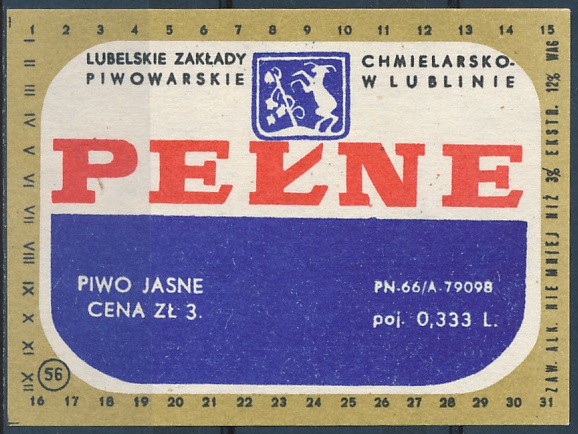 1 2 3 4 5 6 7 8 9 10 11 12 13 14 15
I II III IV V VI VII VIII IX X XI XII
LUBELSKIE ZAKŁADY CHMIELARSKO-
PIWOWARSKIE W LUBLINIE
PEŁNE
PIWO JASNE
CENA ZŁ 3.
PN-66/A-79098
poj. 0,333 L.
ZAW. ALK. NIE MNIEJ NIŻ 3% EKSTR. 12% WAG
56
16 17 18 19 20 21 22 23 24 25 26 27 28 29 30 31